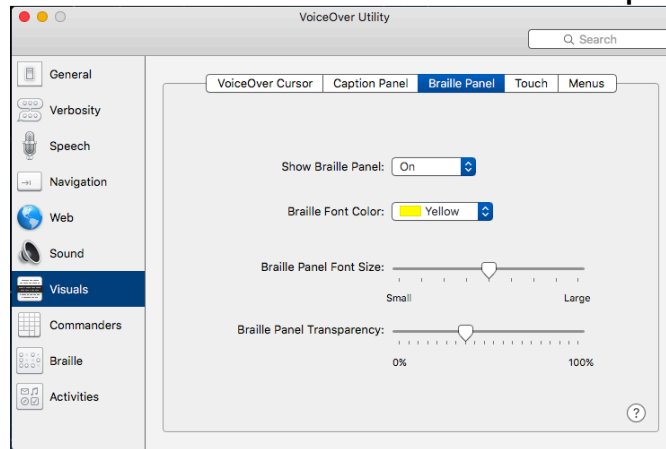 VoiceOver Utility
Search
General
Verbosity
Speech
Navigation
Web
Sound
Visuals
Commanders
Braille
Activities
VoiceOver Cursor Caption Panel Braille Panel Touch Menus
Show Braille Panel: On
Braille Font Color: Yellow
Braille Panel Font Size:
Small Large
Braille Panel Transparency:
0% 100%
?